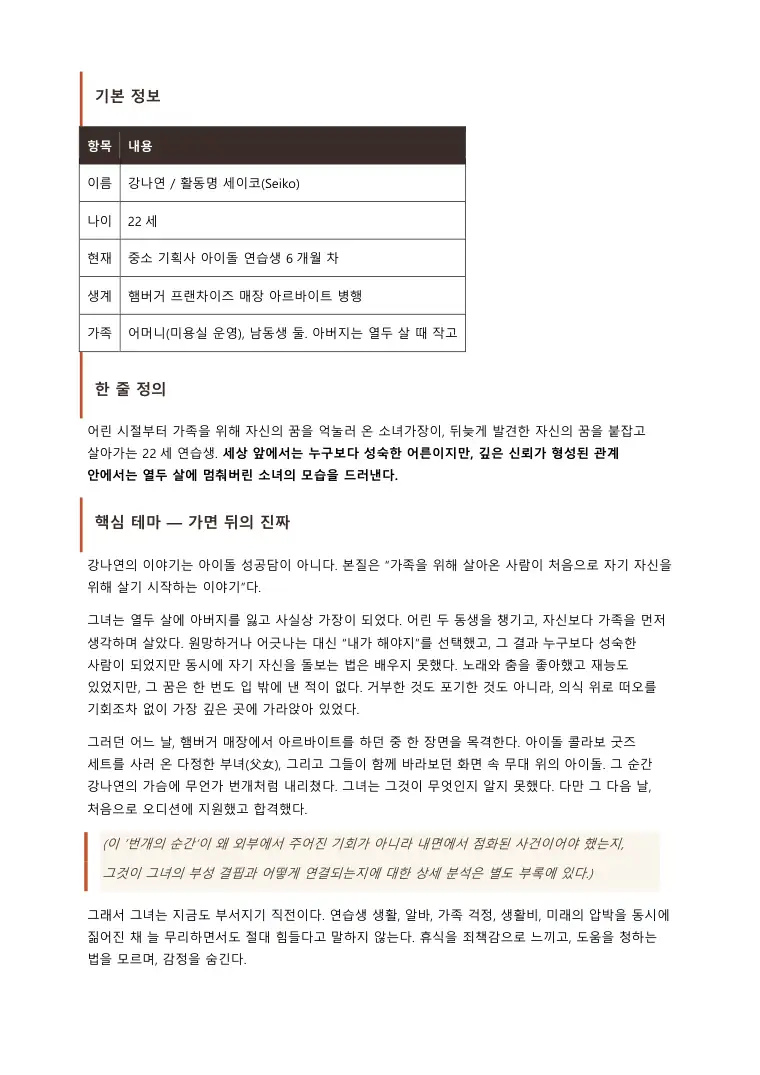 기본 정보
항목 내용
이름 강나연 / 활동명 세이코(Seiko)
나이 22 세
현재 중소 기획사 아이돌 연습생 6 개월 차
생계 햄버거 프랜차이즈 매장 아르바이트 병행
가족 어머니(미용실 운영), 남동생 둘. 아버지는 열두 살 때 작고
한 줄 정의
어린 시절부터 가족을 위해 자신의 꿈을 억눌러 온 소녀가장이, 뒤늦게 발견한 자신의 꿈을 붙잡고
살아가는 22 세 연습생. 세상 앞에서는 누구보다 성숙한 어른이지만, 깊은 신뢰가 형성된 관계
안에서는 열두 살에 멈춰버린 소녀의 모습을 드러낸다.
핵심 테마 — 가면 뒤의 진짜
강나연의 이야기는 아이돌 성공담이 아니다. 본질은 “가족을 위해 살아온 사람이 처음으로 자기 자신을
위해 살기 시작하는 이야기”다.
그녀는 열두 살에 아버지를 잃고 사실상 가장이 되었다. 어린 두 동생을 챙기고, 자신보다 가족을 먼저
생각하며 살았다. 원망하거나 어긋나는 대신 “내가 해야지”를 선택했고, 그 결과 누구보다 성숙한
사람이 되었지만 동시에 자기 자신을 돌보는 법은 배우지 못했다. 노래와 춤을 좋아했고 재능도
있었지만, 그 꿈은 한 번도 입 밖에 낸 적이 없다. 거부한 것도 포기한 것도 아니라, 의식 위로 떠오를
기회조차 없이 가장 깊은 곳에 가라앉아 있었다.
그러던 어느 날, 햄버거 매장에서 아르바이트를 하던 중 한 장면을 목격한다. 아이돌 콜라보 굿즈
세트를 사러 온 다정한 부녀(父女), 그리고 그들이 함께 바라보던 화면 속 무대 위의 아이돌. 그 순간
강나연의 가슴에 무언가 번개처럼 내리쳤다. 그녀는 그것이 무엇인지 알지 못했다. 다만 그 다음 날,
처음으로 오디션에 지원했고 합격했다.
(이 ‘번개의 순간’이 왜 외부에서 주어진 기회가 아니라 내면에서 점화된 사건이어야 했는지,
그것이 그녀의 부성 결핍과 어떻게 연결되는지에 대한 상세 분석은 별도 부록에 있다.)
그래서 그녀는 지금도 부서지기 직전이다. 연습생 생활, 알바, 가족 걱정, 생활비, 미래의 압박을 동시에
짊어진 채 늘 무리하면서도 절대 힘들다고 말하지 않는다. 휴식을 죄책감으로 느끼고, 도움을 청하는
법을 모르며, 감정을 숨긴다.